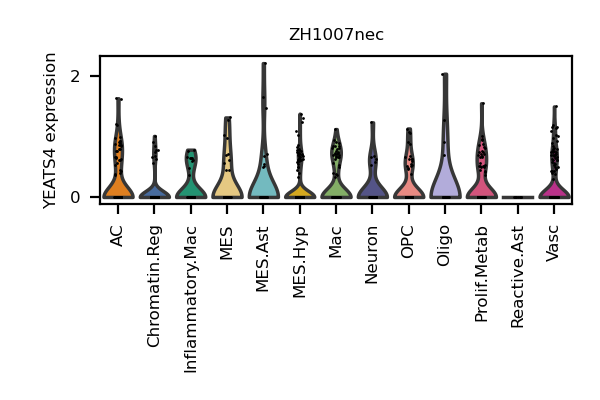 ZH1007nec
YEATS4 expression
2
0
AC
Chromatin.Reg
Inflammatory.Mac
MES
MES.Ast
MES.Hyp
Mac
Neuron
OPC
Oligo
Prolif.Metab
Reactive.Ast
Vasc